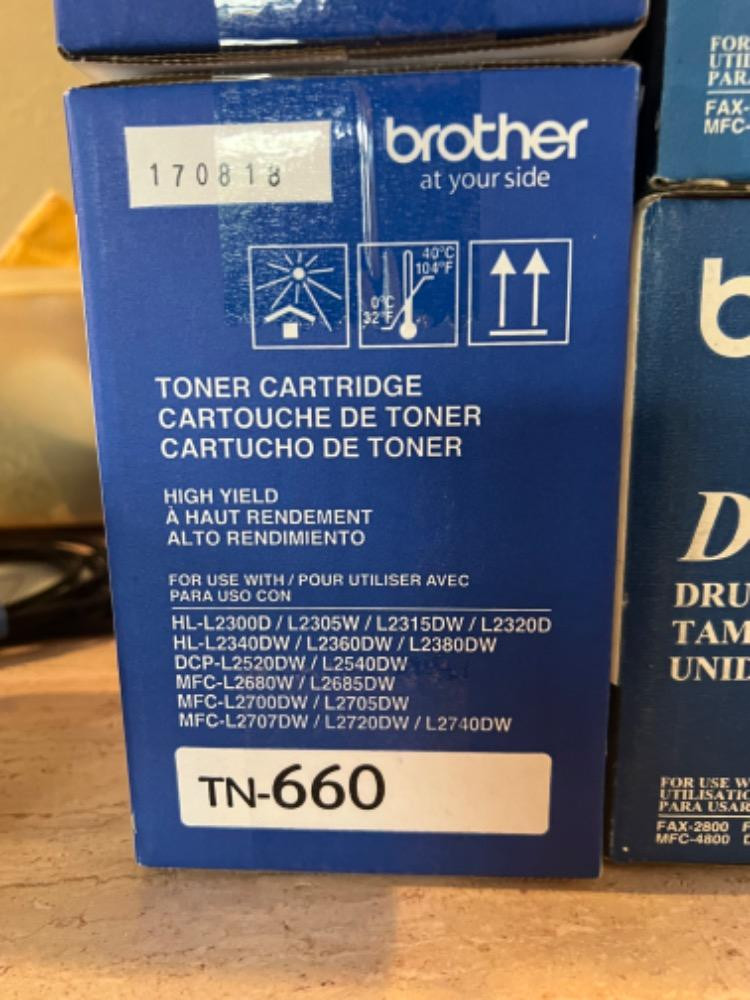 170818
brother
at your side
40°C
104°F
0°C
32°F
TONER CARTRIDGE
CARTOUCHE DE TONER
CARTUCHO DE TONER
HIGH YIELD
À HAUT RENDEMENT
ALTO RENDIMIENTO
FOR USE WITH / POUR UTILISER AVEC
PARA USO CON
HL-L2300D / L2305W / L2315DW / L2320D
HL-L2340DW / L2360DW / L2380DW
DCP-L2520DW / L2540DW
MFC-L2680W / L2685DW
MFC-L2700DW / L2705DW
MFC-L2707DW / L2720DW / L2740DW
TN-660
FOR
FAX-
MFC-
b
D
DRU
TAM
UNID
FOR USE W
UTILISATIO
PARA USAR
FAX-2800 F
MFC-4800 D